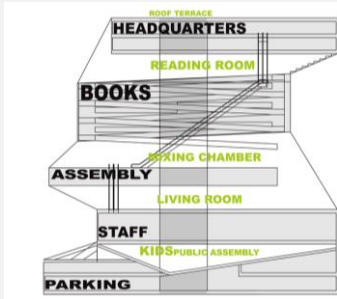 ROOF TERRACE
HEADQUARTERS
READING ROOM
BOOKS
MIXING CHAMBER
ASSEMBLY
LIVING ROOM
STAFF
KIDS PUBLIC ASSEMBLY
PARKING